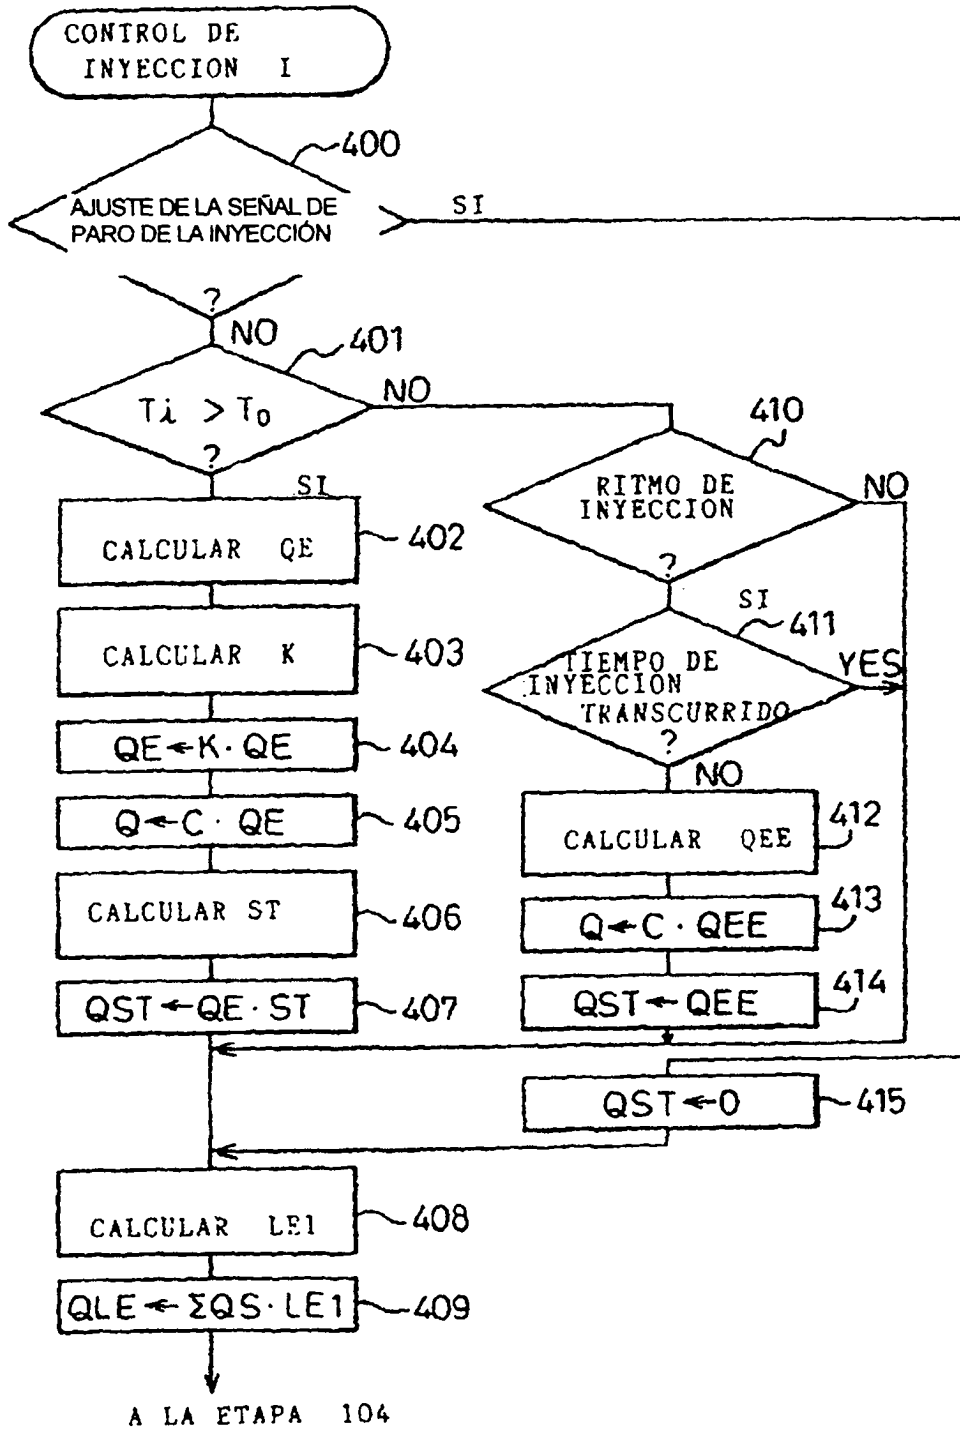 CONTROL DE
INYECCION I
400
AJUSTE DE LA SEÑAL DE
PARO DE LA INYECCIÓN
?
SI
NO
401
Ti > T0
?
NO
SI
410
RITMO DE
INYECCION
?
NO
SI
402
CALCULAR QE
403
CALCULAR K
411
TIEMPO DE
INYECCION
TRANSCURRIDO
?
YES
NO
QE←K·QE
404
Q←C·QE
405
CALCULAR QEE
412
CALCULAR ST
406
Q←C·QEE
413
QST←QE·ST
407
QST←QEE
414
QST←0
415
CALCULAR LE1
408
QLE←ΣQS·LE1
409
A LA ETAPA 104